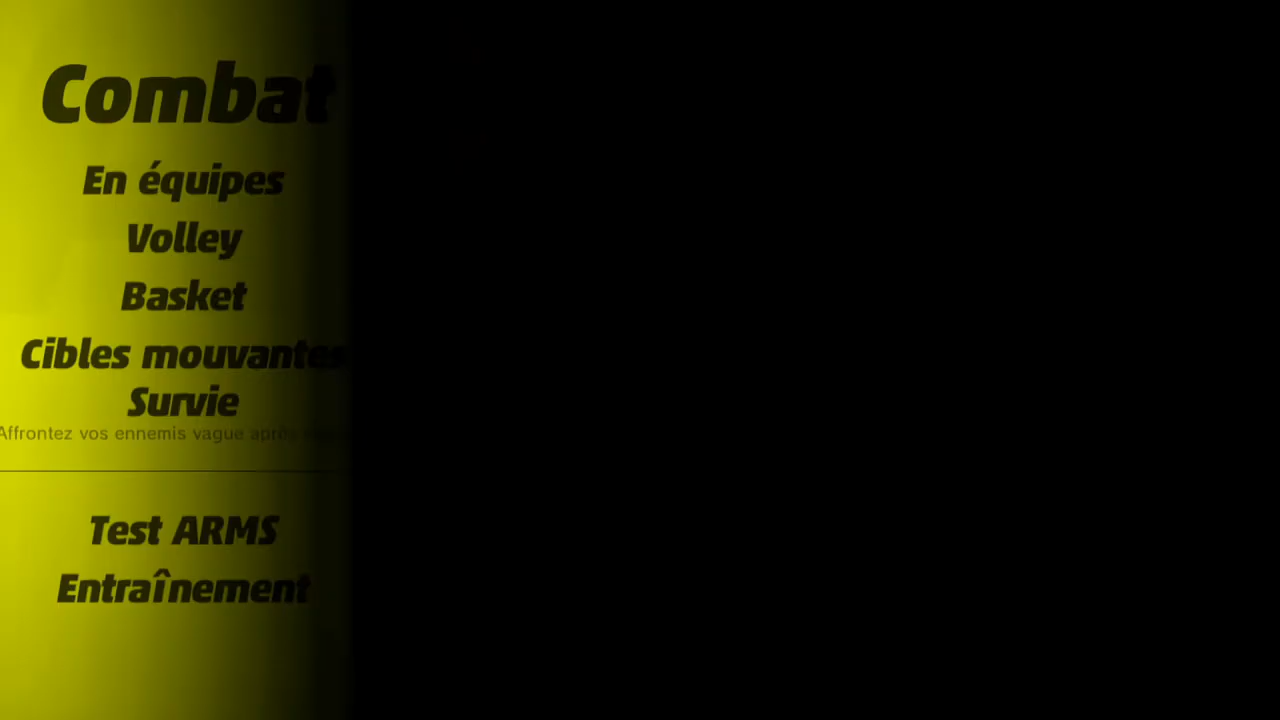 Combat
En équipes
Volley
Basket
Cibles mouvantes
Survie
Affrontez vos ennemis vague après
Test ARMS
Entraînement